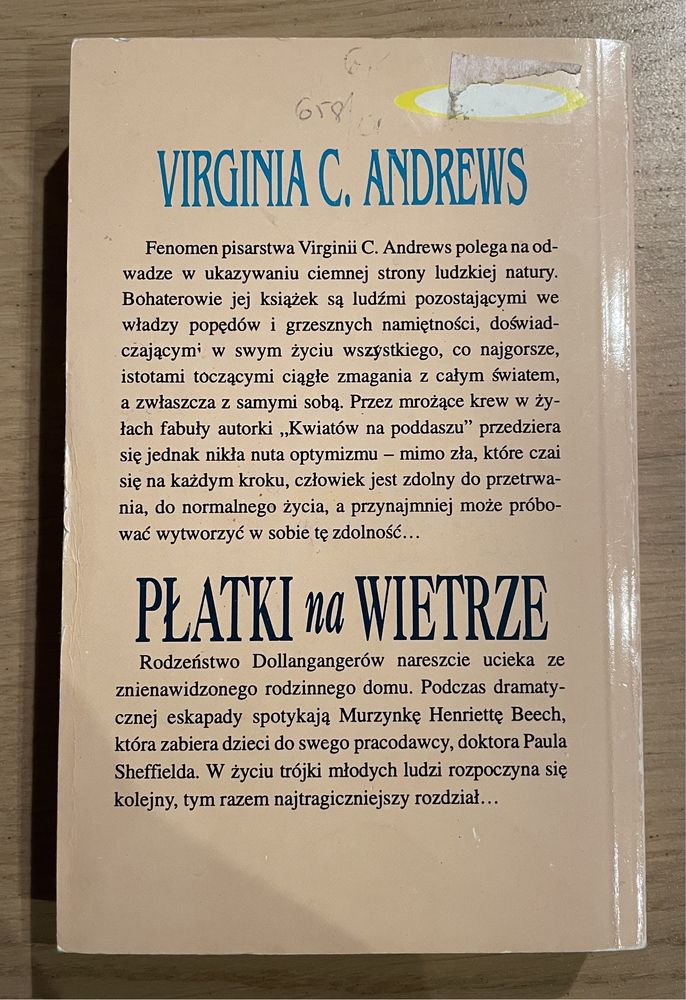 658
VIRGINIA C. ANDREWS
Fenomen pisarstwa Virginii C. Andrews polega na od-
wadze w ukazywaniu ciemnej strony ludzkiej natury.
Bohaterowie jej książek są ludźmi pozostającymi we
władzy popędów i grzesznych namiętności, doświad-
czającymi w swym życiu wszystkiego, co najgorsze,
istotami toczącymi ciągłe zmagania z całym światem,
a zwłaszcza z samymi sobą. Przez mrożące krew w ży-
łach fabuły autorki „Kwiatów na poddaszu” przedziera
się jednak nikła nuta optymizmu – mimo zła, które czai
się na każdym kroku, człowiek jest zdolny do przetrwa-
nia, do normalnego życia, a przynajmniej może próbo-
wać wytworzyć w sobie tę zdolność...
PŁATKI na WIETRZE
Rodzeństwo Dollangangerów nareszcie ucieka ze
znienawidzonego rodzinnego domu. Podczas dramaty-
cznej eskapady spotykają Murzynkę Henriettę Beech,
która zabiera dzieci do swego pracodawcy, doktora Paula
Sheffielda. W życiu trójki młodych ludzi rozpoczyna się
kolejny, tym razem najtragiczniejszy rozdział...